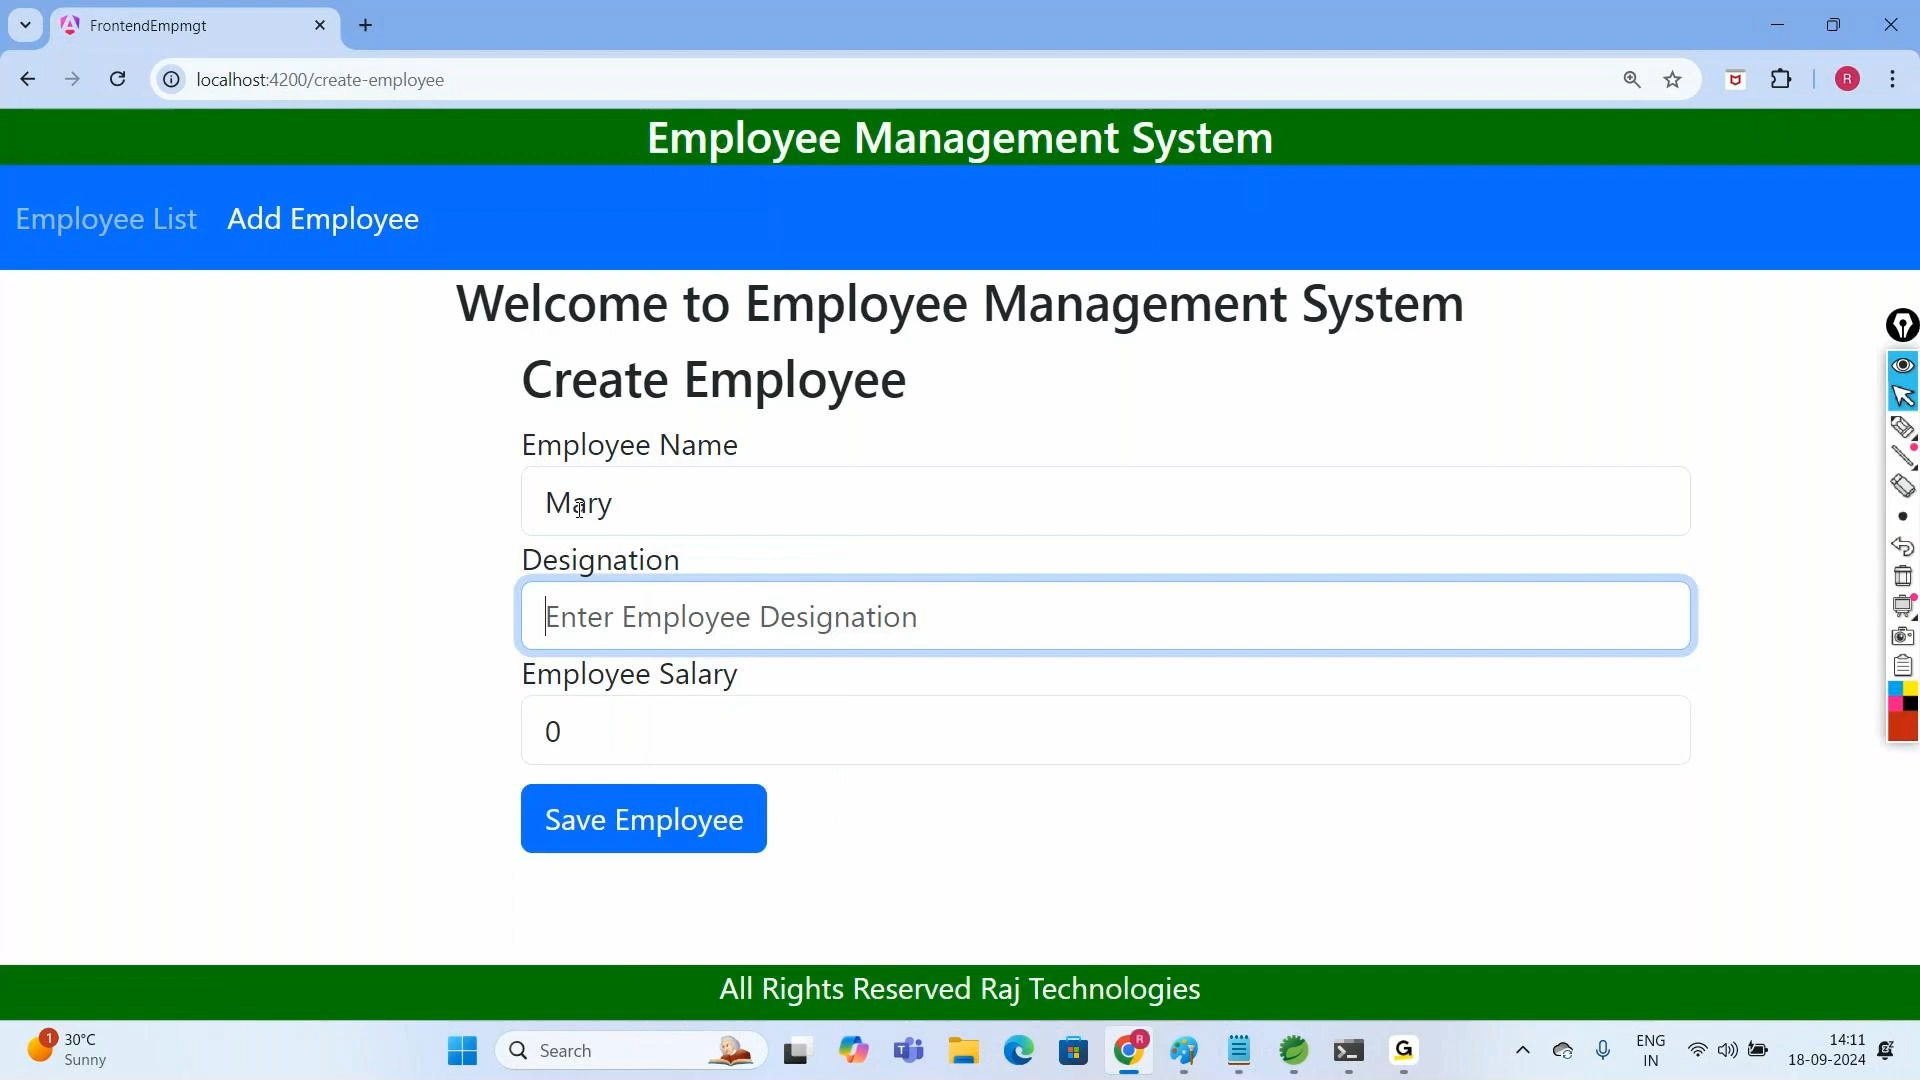 FrontendEmpmgt
localhost:4200/create-employee
R
Employee Management System
Employee List Add Employee
Welcome to Employee Management System
Create Employee
Employee Name
Mary
Designation
Enter Employee Designation
Employee Salary
0
Save Employee
All Rights Reserved Raj Technologies
1
30°C
Sunny
Search
R
G
ENG
IN
14:11
18-09-2024